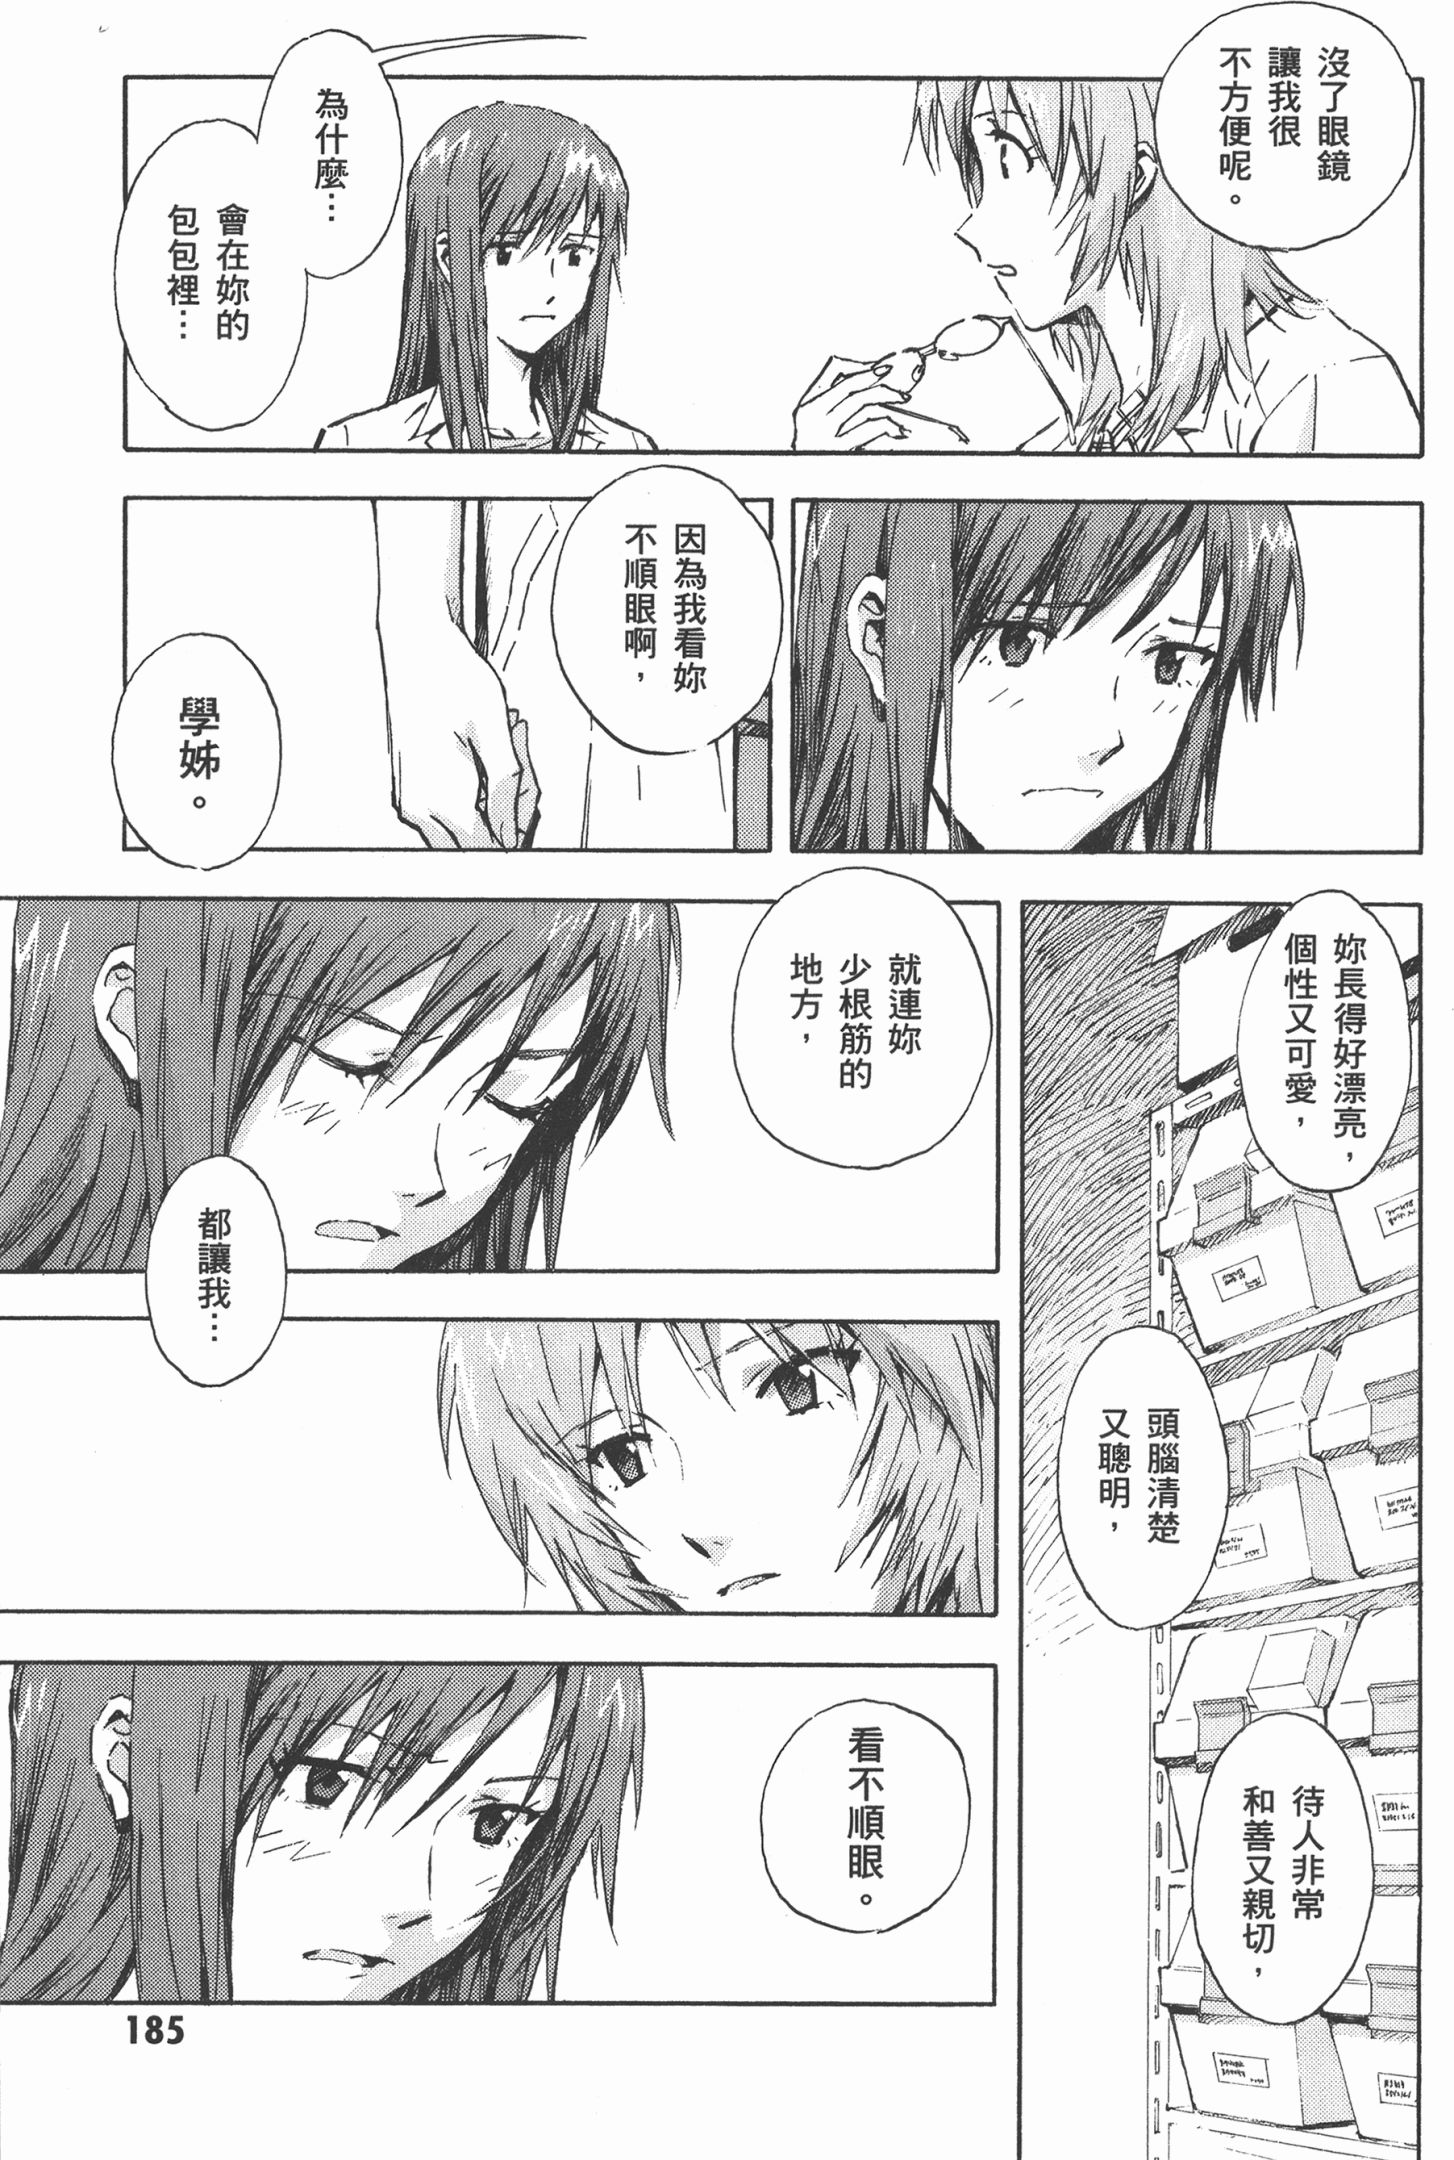 沒了眼鏡
讓我很
不方便呢。
為什麼…
會在妳的
包包裡…
因為我看妳
不順眼啊，
學姊。
妳長得好漂亮，
個性又可愛，
頭腦清楚
又聰明，
待人非常
和善又親切，
就連妳
少根筋的
地方，
都讓我…
看不順眼。
185